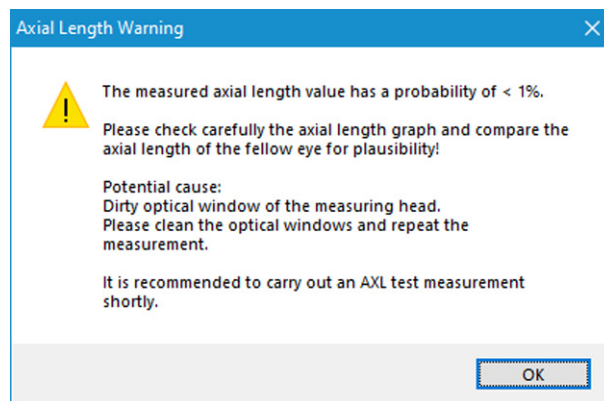 Axial Length Warning
The measured axial length value has a probability of < 1%.
Please check carefully the axial length graph and compare the
axial length of the fellow eye for plausibility!
Potential cause:
Dirty optical window of the measuring head.
Please clean the optical windows and repeat the
measurement.
It is recommended to carry out an AXL test measurement
shortly.
OK